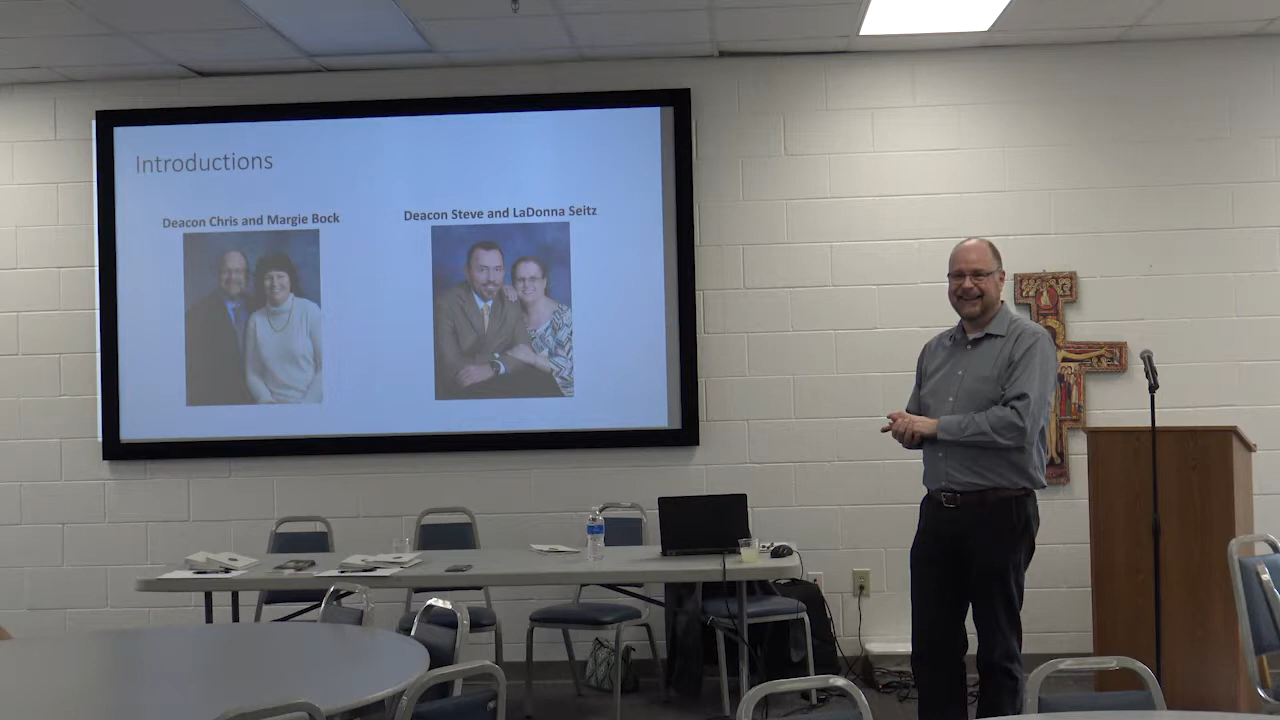 Introductions
Deacon Chris and Margie Bock
Deacon Steve and LaDonna Seitz